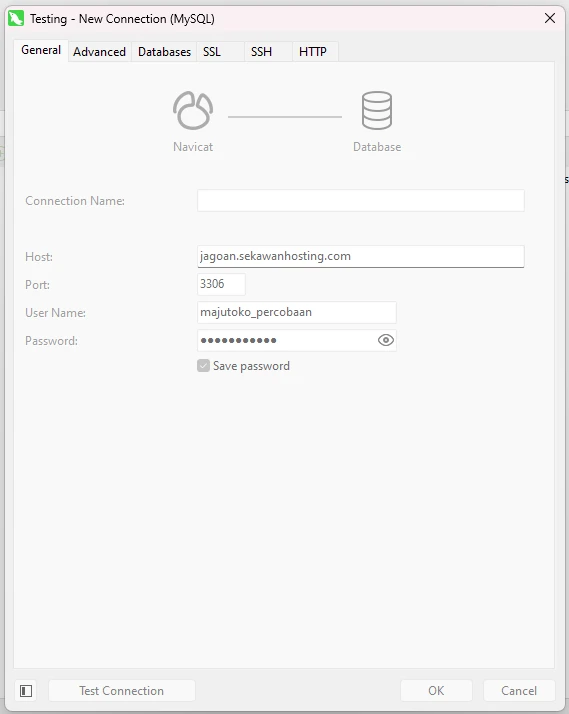 Testing - New Connection (MySQL)
General Advanced Databases SSL SSH HTTP
Navicat Database
Connection Name:
Host: jagoan.sekawanhosting.com
Port: 3306
User Name: majutoko_percobaan
Password: ●●●●●●●●●●●
Save password
Test Connection OK Cancel